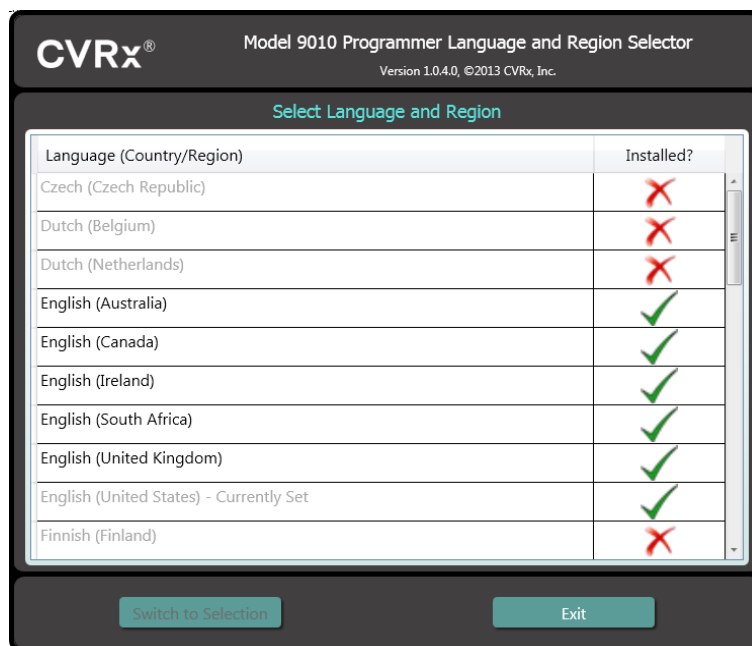 CVRx®
Model 9010 Programmer Language and Region Selector
Version 1.0.4.0, ©2013 CVRx, Inc.
Select Language and Region
Language (Country/Region) Installed?
Czech (Czech Republic)
Dutch (Belgium)
Dutch (Netherlands)
English (Australia)
English (Canada)
English (Ireland)
English (South Africa)
English (United Kingdom)
English (United States) - Currently Set
Finnish (Finland)
Switch to Selection Exit